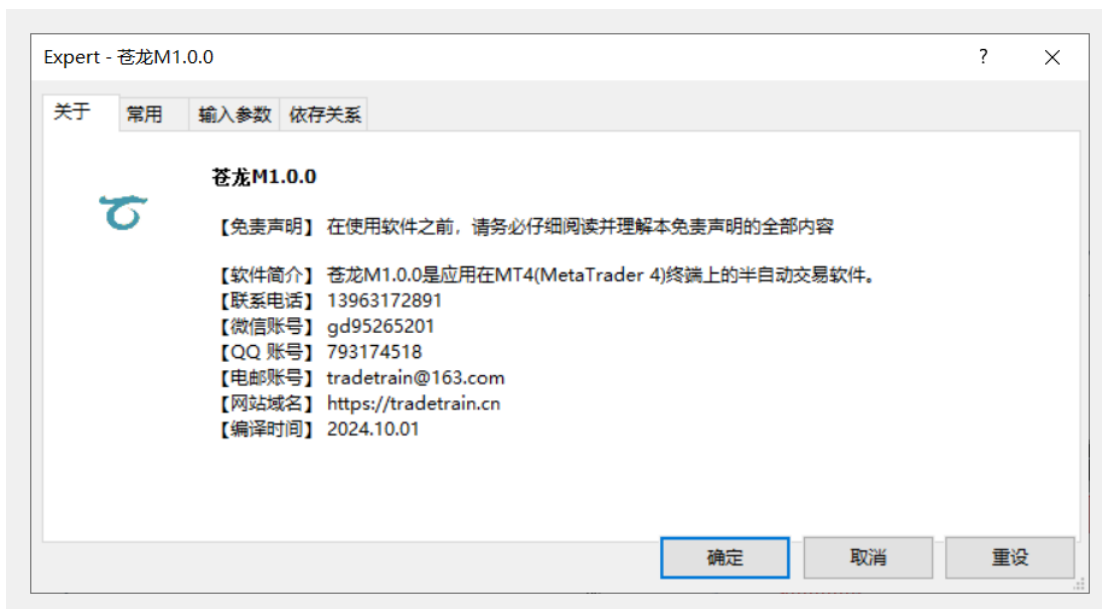 Expert - 苍龙M1.0.0
?
关于 常用 输入参数 依存关系
苍龙M1.0.0
【免责声明】 在使用软件之前，请务必仔细阅读并理解本免责声明的全部内容
【软件简介】 苍龙M1.0.0是应用在MT4(MetaTrader 4)终端上的半自动交易软件。
【联系电话】 13963172891
【微信账号】 gd95265201
【QQ 账号】 793174518
【电邮账号】 tradetrain@163.com
【网站域名】 https://tradetrain.cn
【编译时间】 2024.10.01
确定 取消 重设